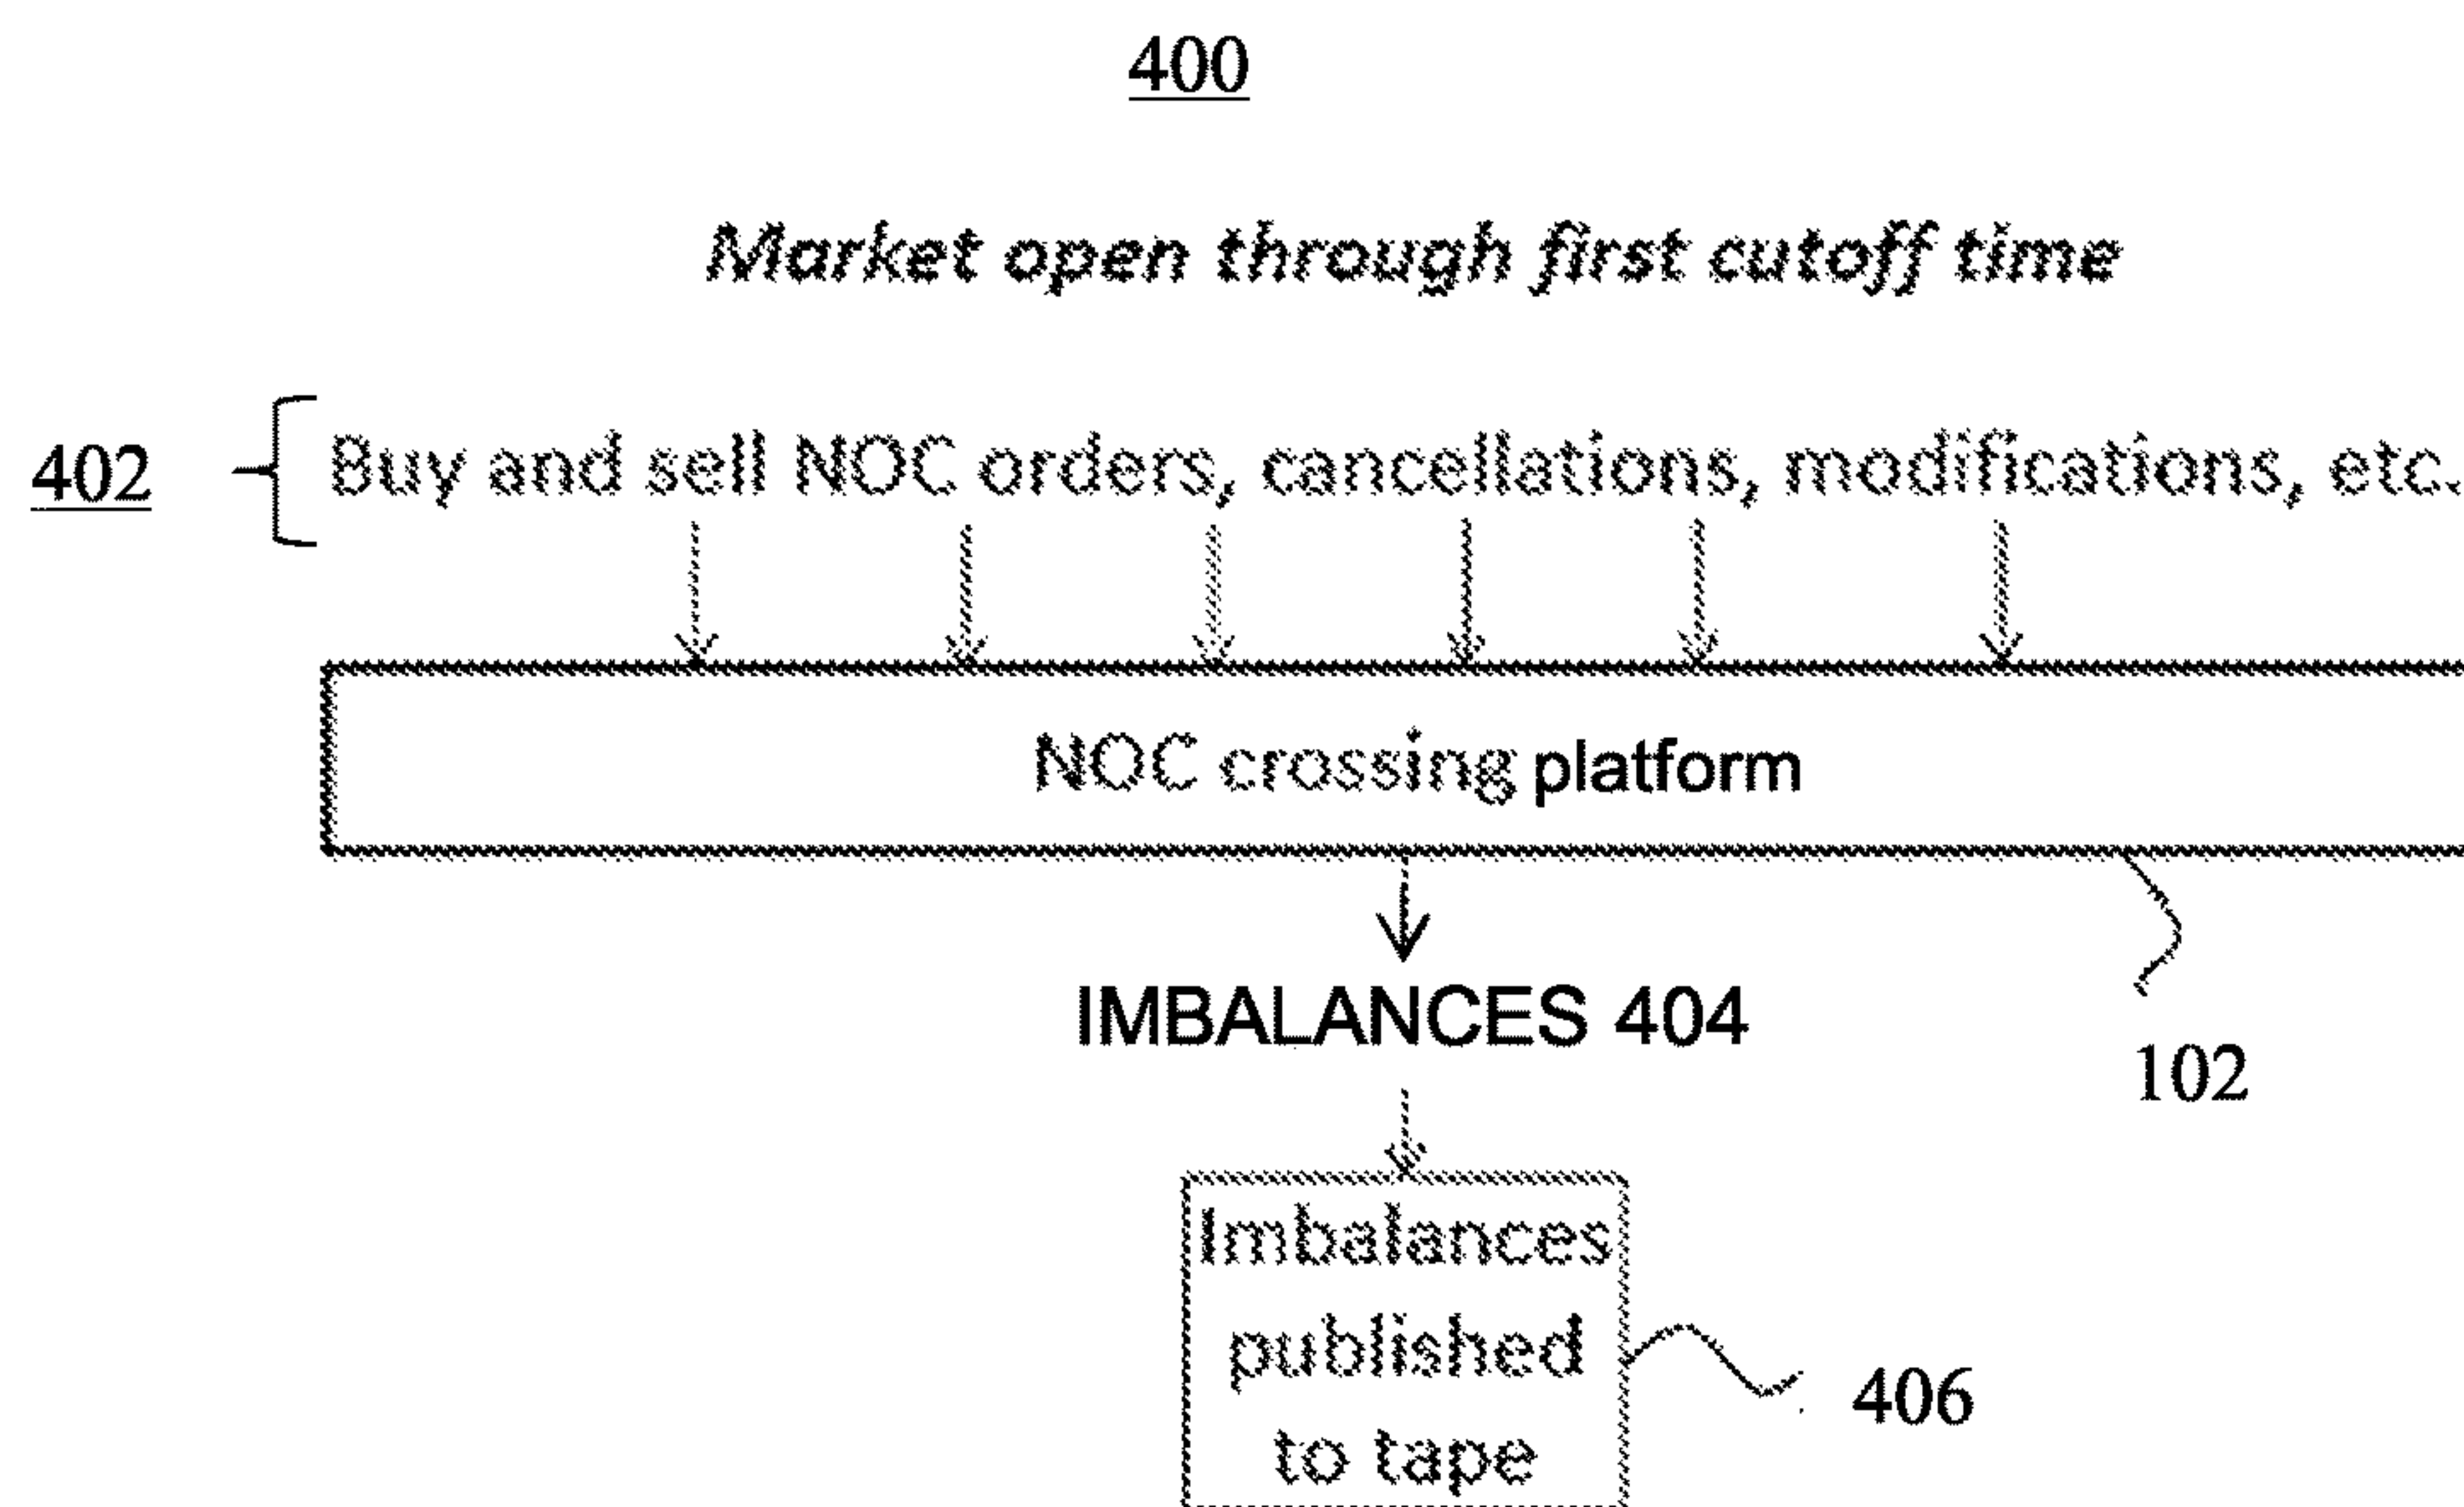 400
Market open through first cutoff time
402 Buy and sell NOC orders, cancellations, modifications, etc.
NOC crossing platform
IMBALANCES 404
102
Imbalances
published
to tape
406